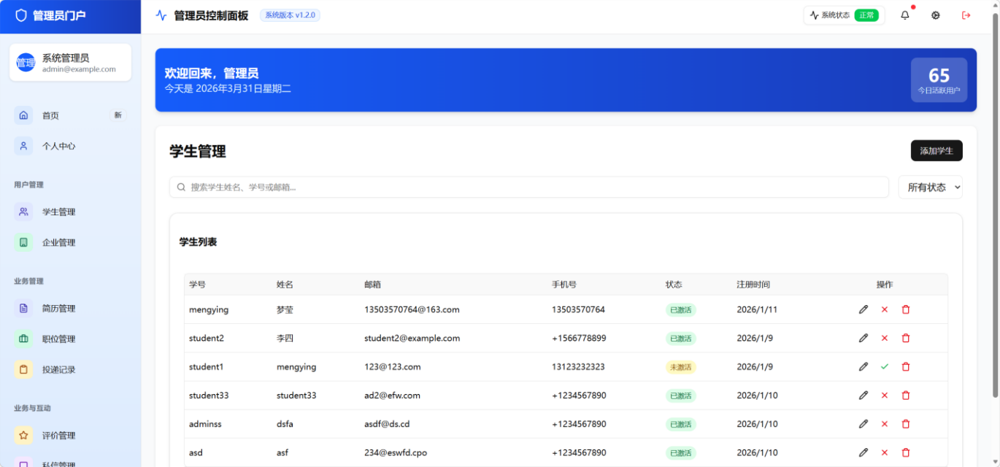 管理员门户
管理员控制面板 系统版本 v1.2.0 系统状态 正常
管理 系统管理员
admin@example.com
首页 新
个人中心
用户管理
学生管理
企业管理
业务管理
简历管理
职位管理
投递记录
业务与互动
评价管理
私信管理
欢迎回来，管理员
今天是 2026年3月31日星期二
65
今日活跃用户
学生管理 添加学生
搜索学生姓名、学号或邮箱... 所有状态
学生列表
学号 姓名 邮箱 手机号 状态 注册时间 操作
mengying 梦莹 13503570764@163.com 13503570764 已激活 2026/1/11
student2 李四 student2@example.com +1566778899 已激活 2026/1/9
student1 mengying 123@123.com 13123232323 未激活 2026/1/9
student33 student33 ad2@efw.com +1234567890 已激活 2026/1/10
adminss dsfa asdf@ds.cd +1234567890 已激活 2026/1/10
asd asf 234@eswfd.cpo +1234567890 已激活 2026/1/10